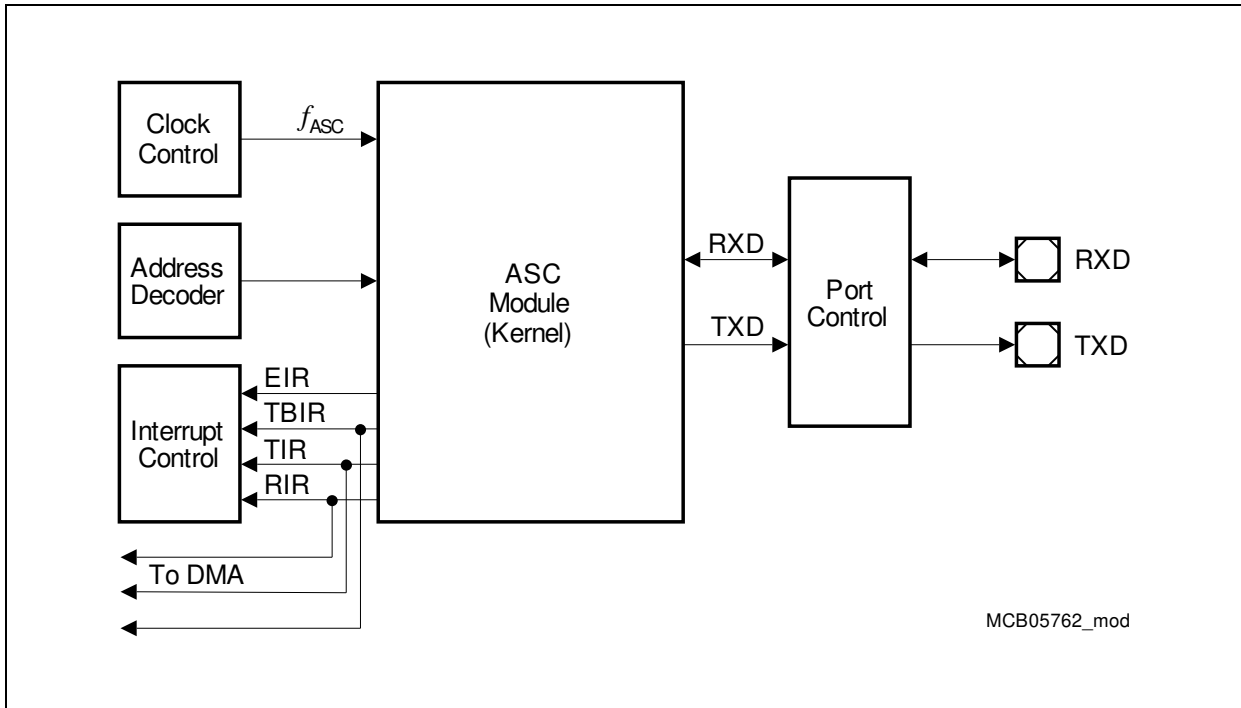 Clock
Control
fASC
Address
Decoder
ASC
Module
(Kernel)
RXD
TXD
Port
Control
RXD
TXD
Interrupt
Control
EIR
TBIR
TIR
RIR
To DMA
MCB05762_mod